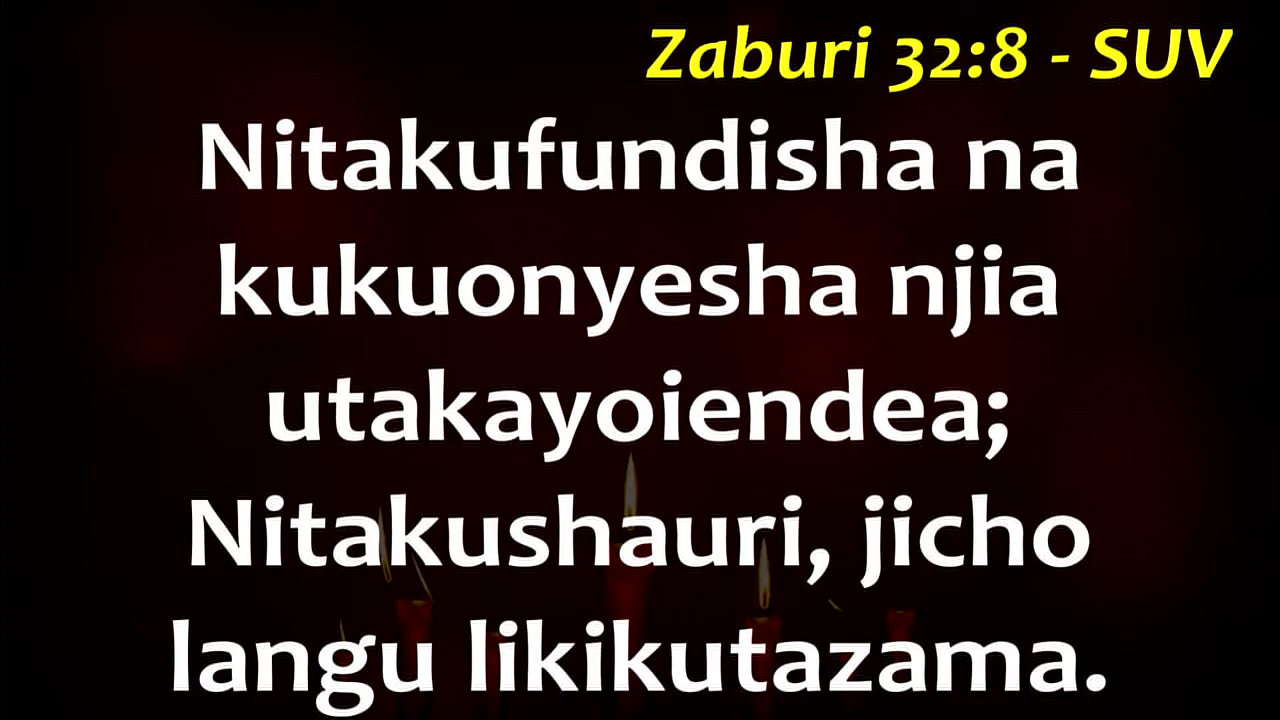 Zaburi 32:8 - SUV
Nitakufundisha na
kukuonyesha njia
utakayoiendea;
Nitakushauri, jicho
langu likikutazama.